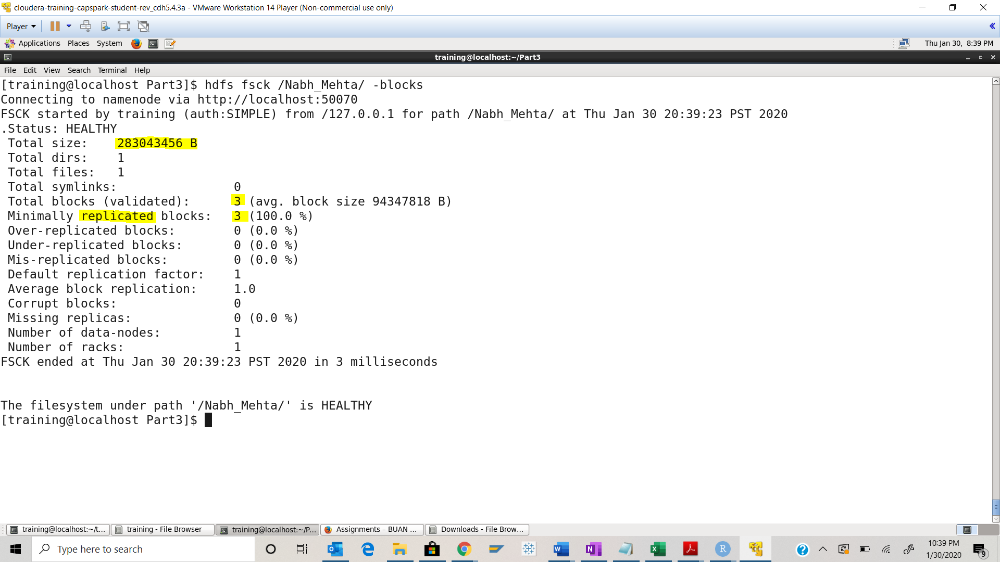 cloudera-training-capspark-student-rev_cdh5.4.3a - VMware Workstation 14 Player (Non-commercial use only)
Player
Applications Places System
Thu Jan 30, 8:39 PM
training@localhost:~/Part3
File Edit View Search Terminal Help
[training@localhost Part3]$ hdfs fsck /Nabh_Mehta/ -blocks
Connecting to namenode via http://localhost:50070
FSCK started by training (auth:SIMPLE) from /127.0.0.1 for path /Nabh_Mehta/ at Thu Jan 30 20:39:23 PST 2020
.Status: HEALTHY
Total size: 283043456 B
Total dirs: 1
Total files: 1
Total symlinks: 0
Total blocks (validated): 3 (avg. block size 94347818 B)
Minimally replicated blocks: 3 (100.0 %)
Over-replicated blocks: 0 (0.0 %)
Under-replicated blocks: 0 (0.0 %)
Mis-replicated blocks: 0 (0.0 %)
Default replication factor: 1
Average block replication: 1.0
Corrupt blocks: 0
Missing replicas: 0 (0.0 %)
Number of data-nodes: 1
Number of racks: 1
FSCK ended at Thu Jan 30 20:39:23 PST 2020 in 3 milliseconds
The filesystem under path '/Nabh_Mehta/' is HEALTHY
[training@localhost Part3]$
training@localhost:~/t... training - File Browser training@localhost:~/P... Assignments – BUAN ... Downloads - File Brow...
Type here to search
10:39 PM
1/30/2020
9